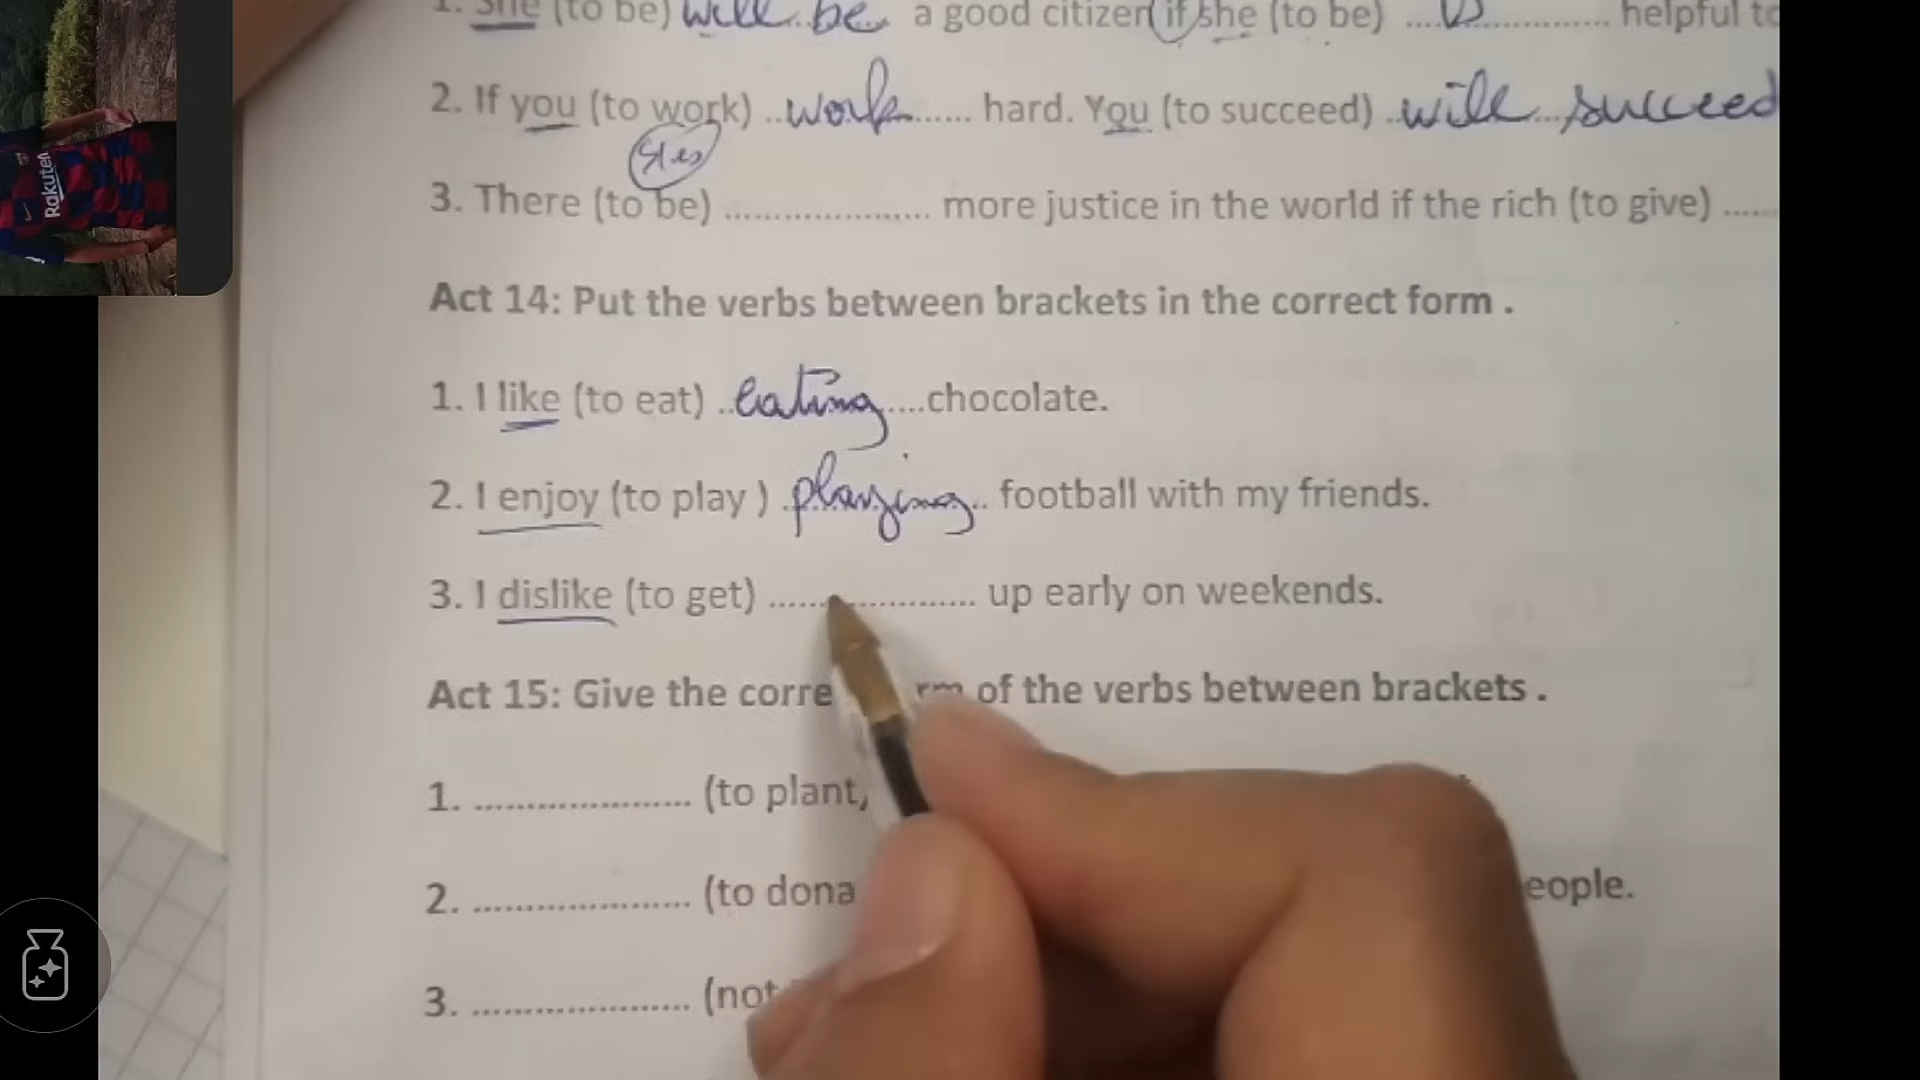 1. She (to be) will be a good citizen if she (to be) .... is ............. helpful to
2. If you (to work) ..work...... hard. You (to succeed) ..will...succeed
3. There (to be) .................... more justice in the world if the rich (to give) ......
Act 14: Put the verbs between brackets in the correct form .
1. I like (to eat) ..eating....chocolate.
2. I enjoy (to play ) .playing.. football with my friends.
3. I dislike (to get) .................... up early on weekends.
Act 15: Give the corre of the verbs between brackets .
1. ..................... (to plant,
2. ..................... (to dona eople.
3. ..................... (not
Rakuten